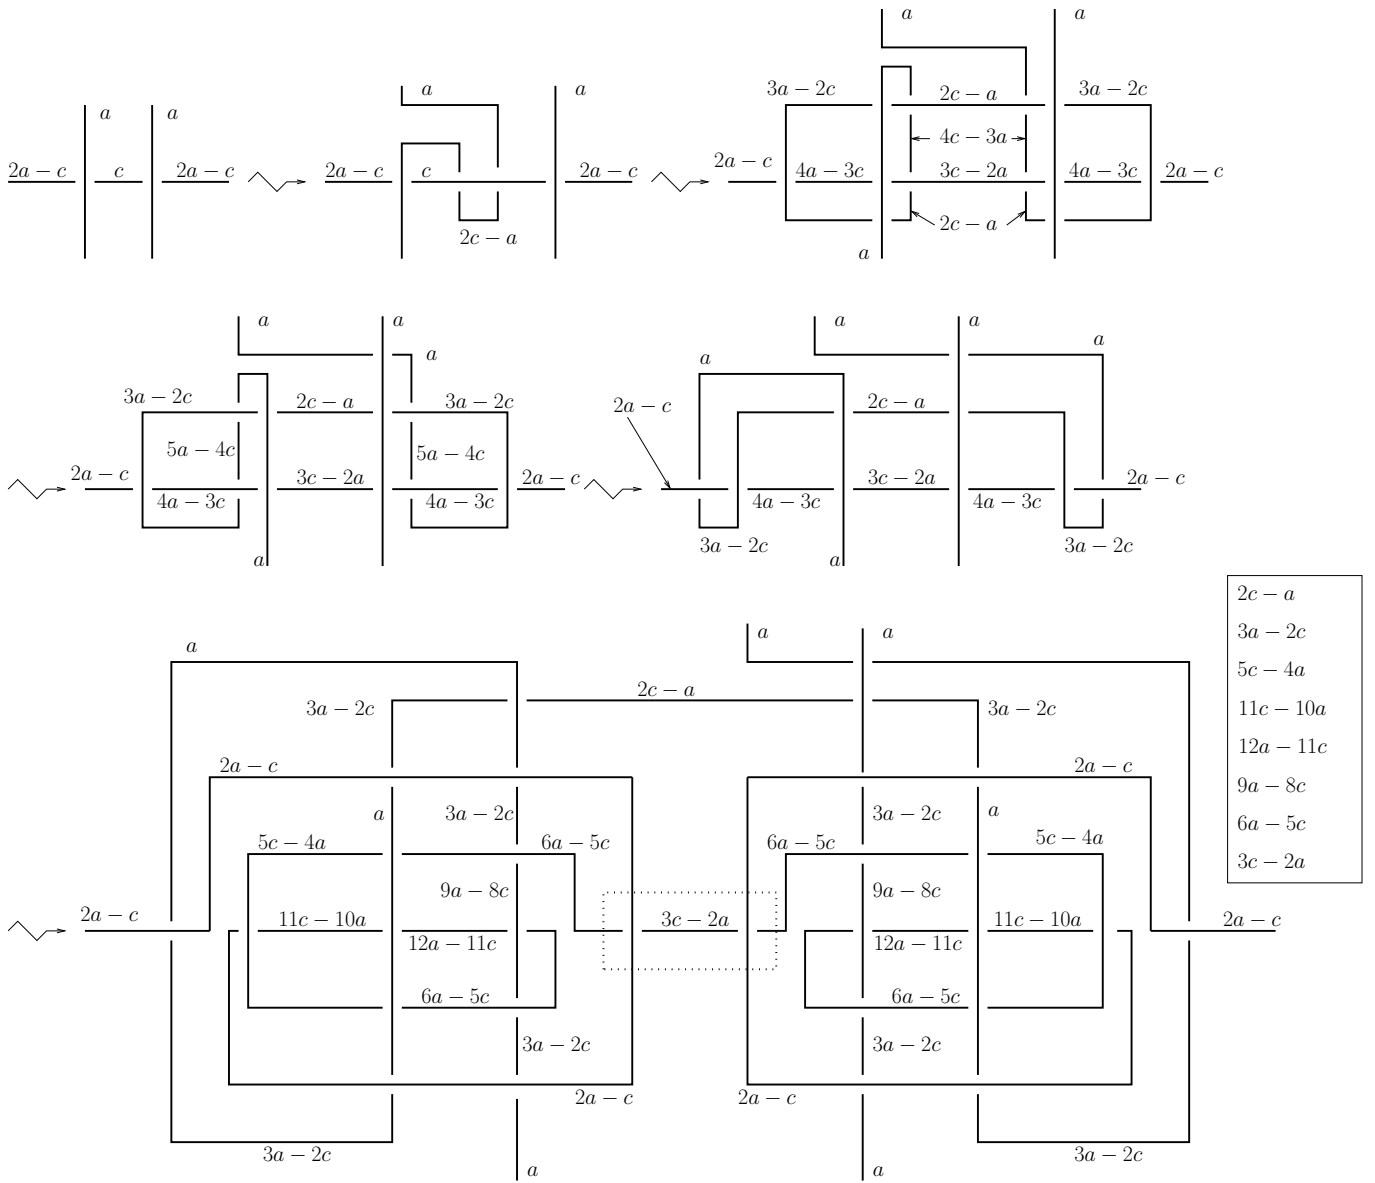 a a
2a − c c 2a − c
a a
2a − c c 2a − c
2c − a
a a
3a − 2c 2c − a 3a − 2c
4c − 3a
2a − c 4a − 3c 3c − 2a 4a − 3c 2a − c
2c − a
a
a a
a
3a − 2c 2c − a 3a − 2c
5a − 4c 5a − 4c
2a − c 3c − 2a 2a − c
4a − 3c 4a − 3c
a
a a
a a
2a − c 2c − a
3c − 2a 2a − c
4a − 3c 4a − 3c
3a − 2c 3a − 2c
a
2c − a
3a − 2c
5c − 4a
11c − 10a
12a − 11c
9a − 8c
6a − 5c
3c − 2a
a a a
3a − 2c 2c − a 3a − 2c
2a − c 2a − c
a 3a − 2c 3a − 2c a
5c − 4a 6a − 5c 6a − 5c 5c − 4a
9a − 8c 9a − 8c
2a − c 11c − 10a 3c − 2a 11c − 10a 2a − c
12a − 11c 12a − 11c
6a − 5c 6a − 5c
3a − 2c 3a − 2c
2a − c 2a − c
3a − 2c 3a − 2c
a a